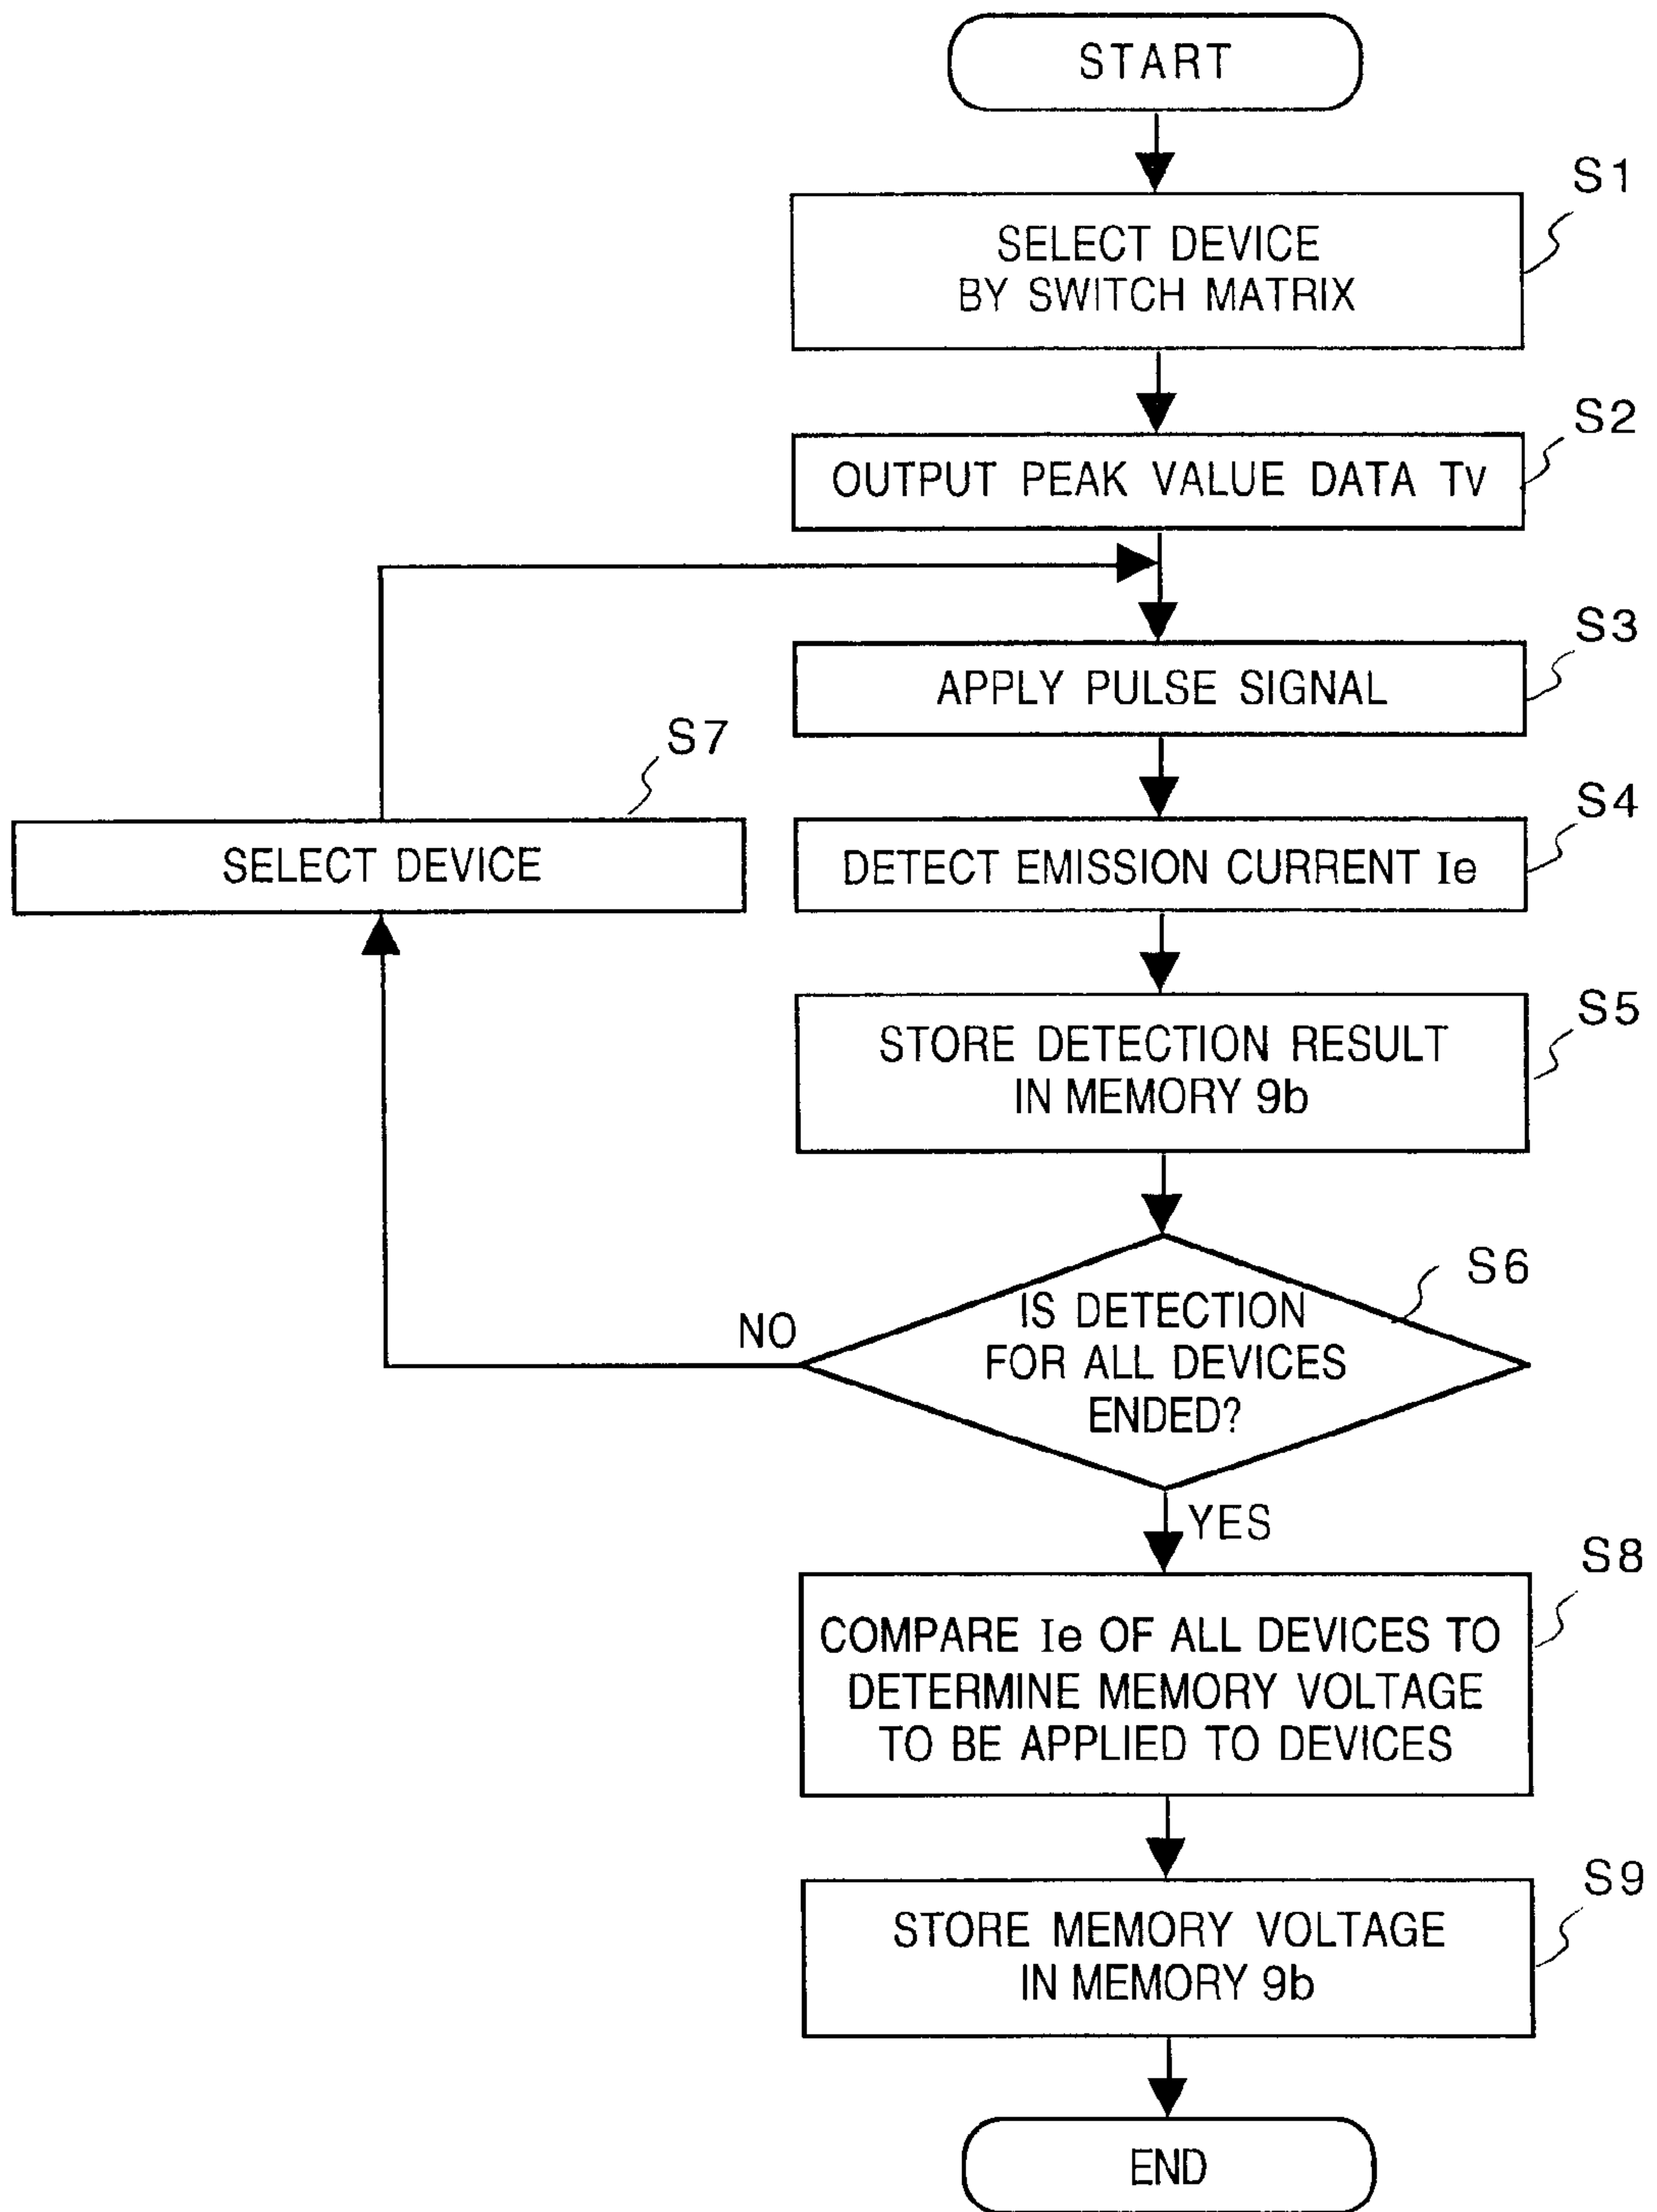 START
S1
SELECT DEVICE
BY SWITCH MATRIX
S2
OUTPUT PEAK VALUE DATA Tv
S3
APPLY PULSE SIGNAL
S7
SELECT DEVICE
S4
DETECT EMISSION CURRENT Ie
S5
STORE DETECTION RESULT
IN MEMORY 9b
S6
IS DETECTION
FOR ALL DEVICES
ENDED?
NO
YES
S8
COMPARE Ie OF ALL DEVICES TO
DETERMINE MEMORY VOLTAGE
TO BE APPLIED TO DEVICES
S9
STORE MEMORY VOLTAGE
IN MEMORY 9b
END